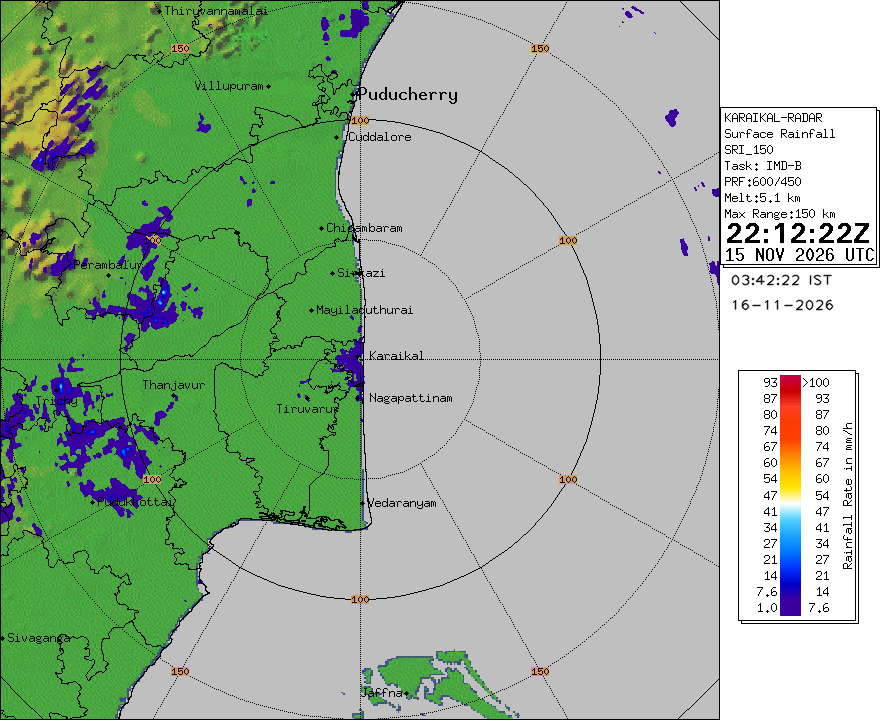 Thiruvannamalai
150
150
Villupuram
Puducherry
100
Cuddalore
Chidambaram
100
100
Perambalur
Sirkazi
Mayiladuthurai
Karaikal
Thanjavur
Trichy
Nagapattinam
Tiruvarur
100
100
Pudukkottai
Vedaranyam
100
Sivaganga
150
150
Jaffna
KARAIKAL-RADAR
Surface Rainfall
SRI_150
Task: IMD-B
PRF:600/450
Melt:5.1 km
Max Range:150 km
22:12:22Z
15 NOV 2026 UTC
03:42:22 IST
16-11-2026
93 >100
87 93
80 87
74 80
67 74
60 67
54 60
47 54
41 47
34 41
27 34
21 27
14 21
7.6 14
1.0 7.6
Rainfall Rate in mm/h